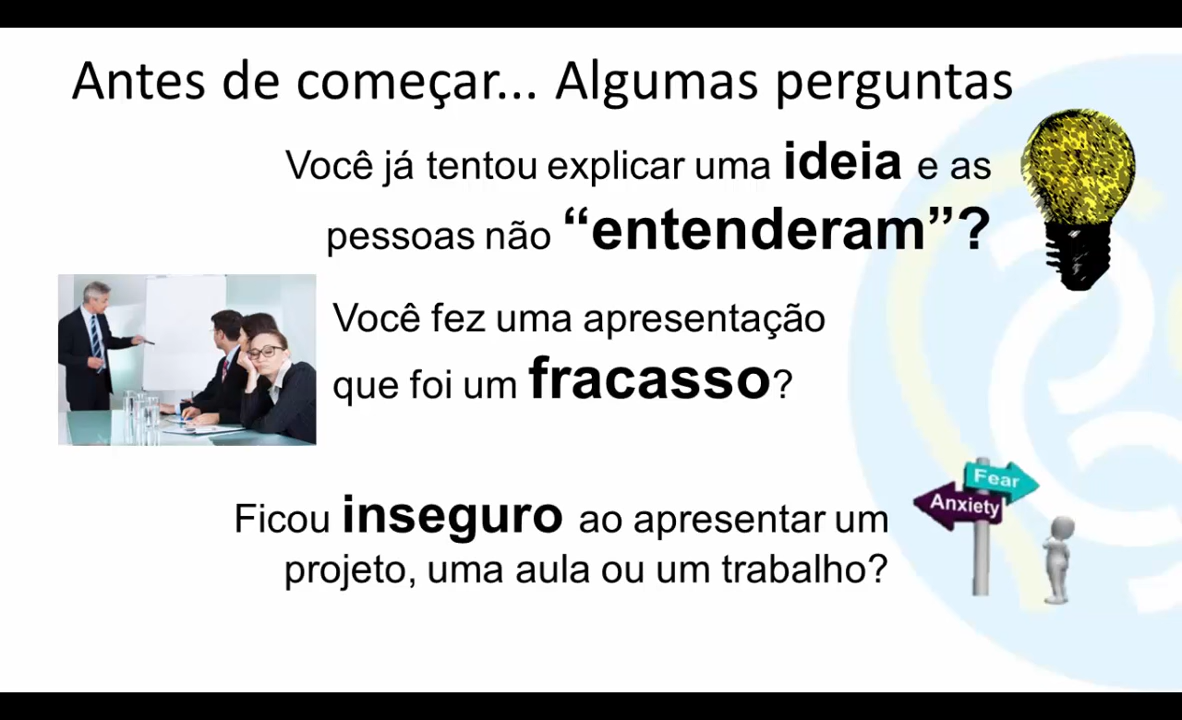 Antes de começar... Algumas perguntas
Você já tentou explicar uma ideia e as
pessoas não “entenderam”?
Você fez uma apresentação
que foi um fracasso?
Fear
Anxiety
Ficou inseguro ao apresentar um
projeto, uma aula ou um trabalho?